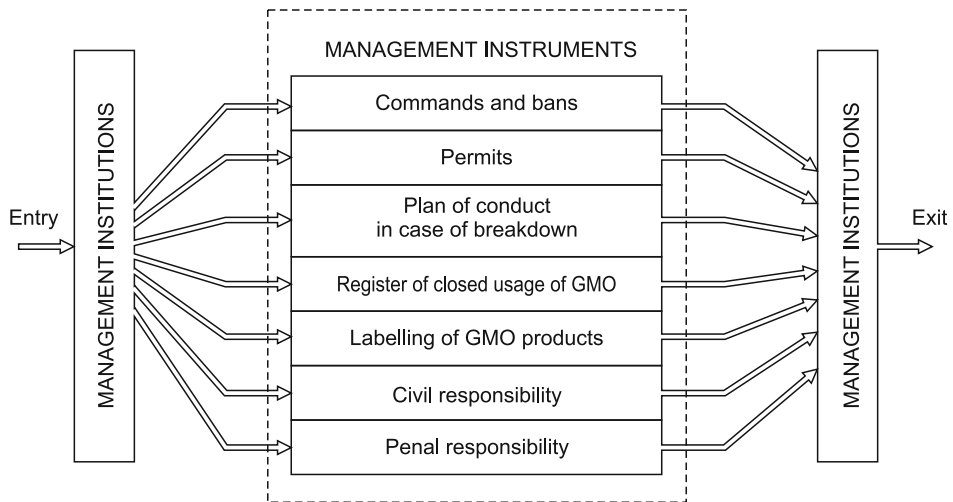 MANAGEMENT INSTRUMENTS
Entry
MANAGEMENT INSTITUTIONS
Commands and bans
Permits
Plan of conduct
in case of breakdown
Register of closed usage of GMO
Labelling of GMO products
Civil responsibility
Penal responsibility
MANAGEMENT INSTITUTIONS
Exit